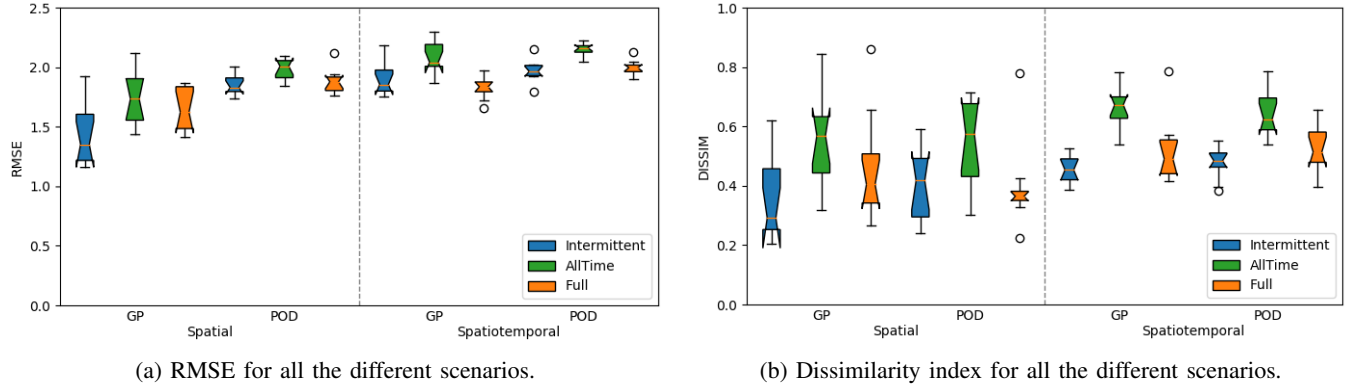 2.5
2.0
1.5
1.0
0.5
0.0
RMSE
GP
POD
GP
POD
Spatial
Spatiotemporal
Intermittent
AllTime
Full
(a) RMSE for all the different scenarios.
1.0
0.8
0.6
0.4
0.2
0.0
DISSIM
GP
POD
GP
POD
Spatial
Spatiotemporal
Intermittent
AllTime
Full
(b) Dissimilarity index for all the different scenarios.